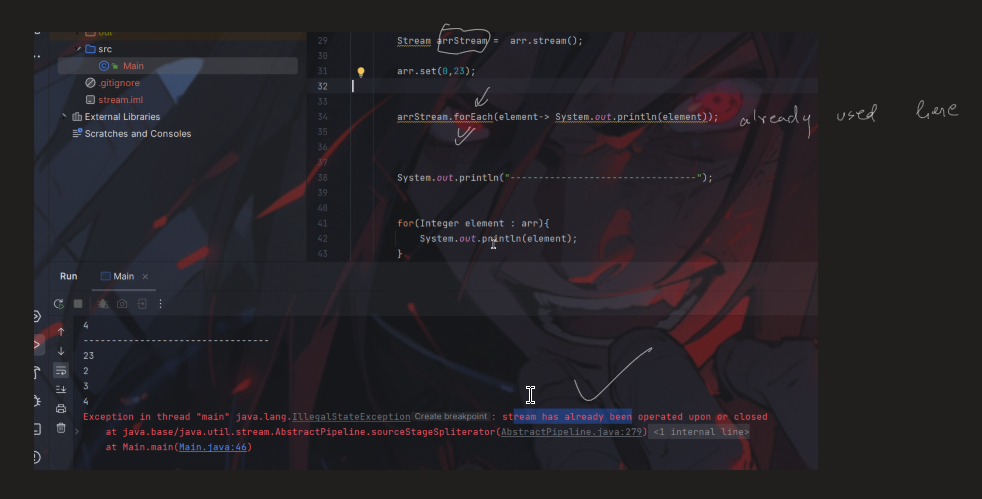 out
src
Main
.gitignore
stream.iml
External Libraries
Scratches and Consoles
29 Stream arrStream = arr.stream();
30
31 arr.set(0,23);
32
33
34 arrStream.forEach(element-> System.out.println(element)); already used here
35
36
37
38 System.out.println("---------------------------------");
39
40
41 for(Integer element : arr){
42 System.out.println(element);
43 }
Run Main
4
---------------------------------
23
2
3
4
Exception in thread "main" java.lang.IllegalStateException Create breakpoint : stream has already been operated upon or closed
at java.base/java.util.stream.AbstractPipeline.sourceStageSpliterator(AbstractPipeline.java:279) <1 internal line>
at Main.main(Main.java:46)